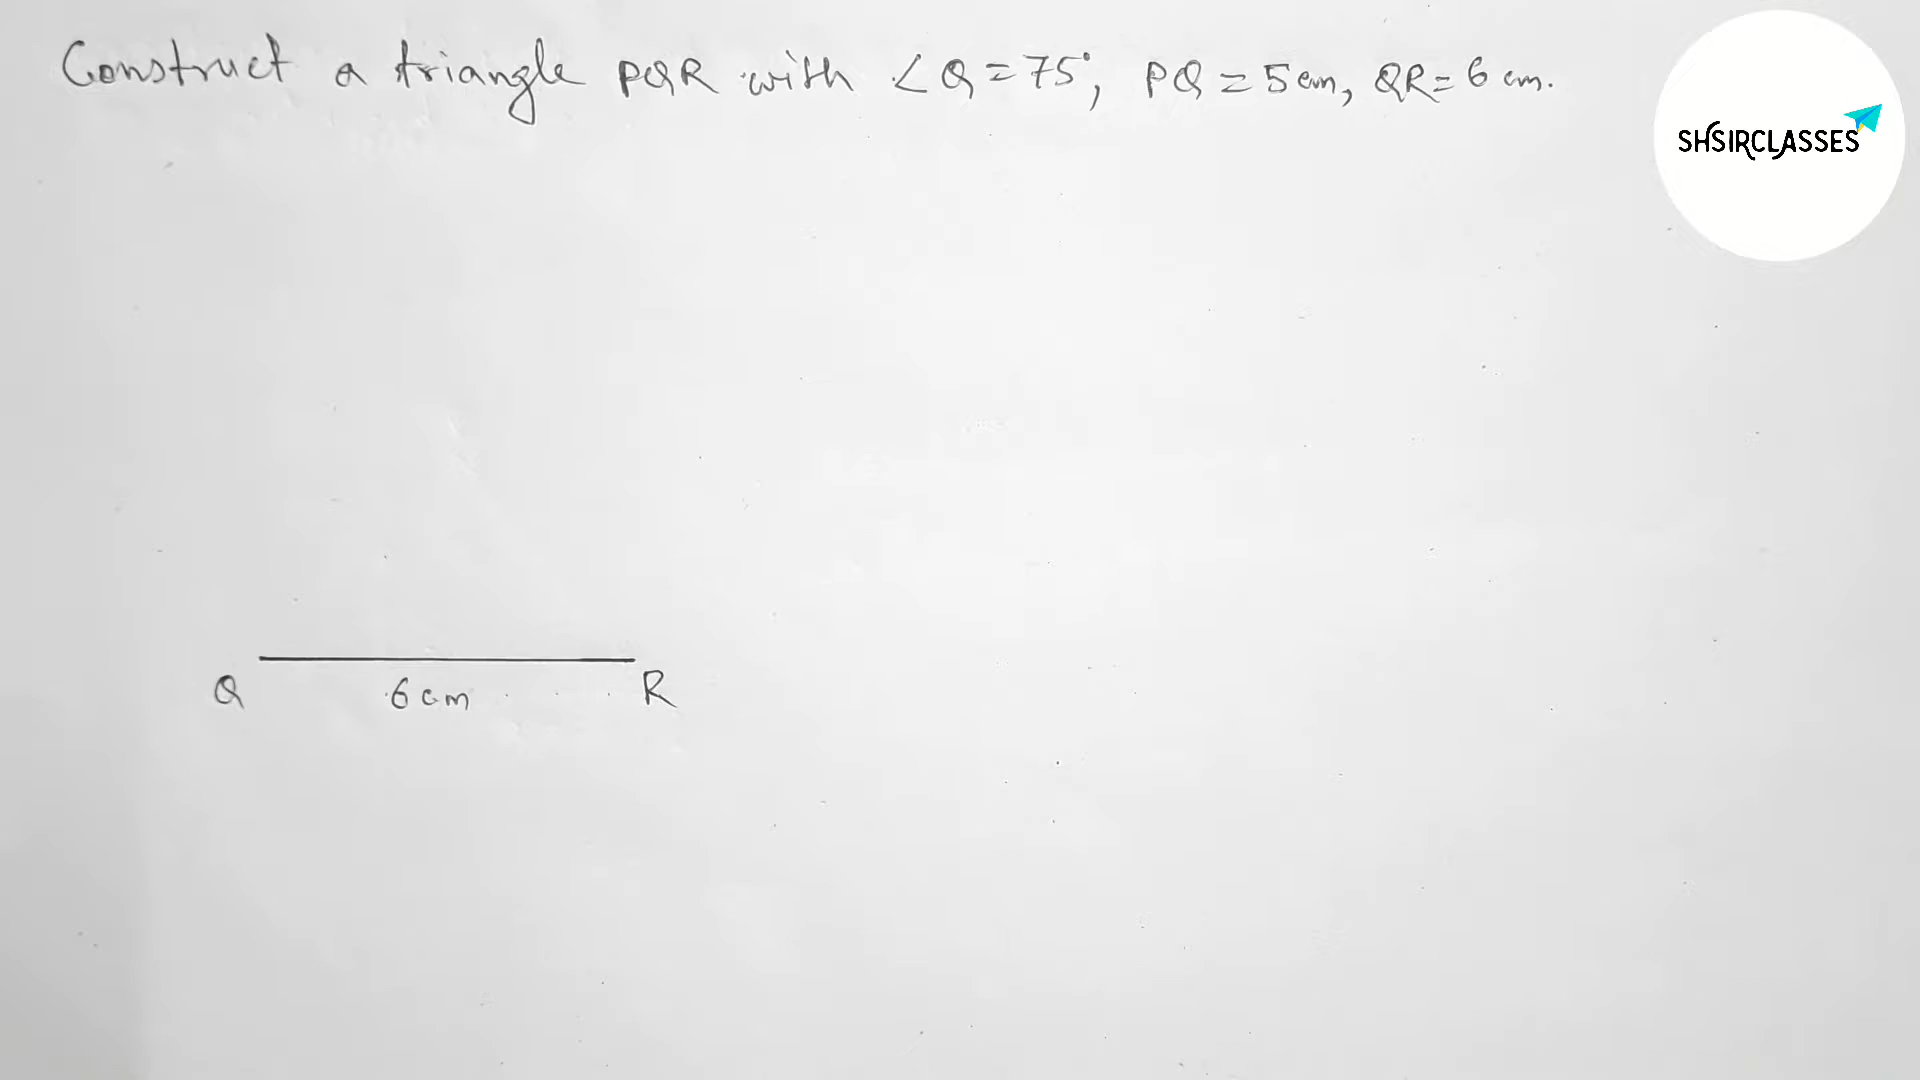 Construct a triangle PQR with ∠Q = 75°, PQ = 5 cm, QR = 6 cm.
SHSIRCLASSES
Q 6 cm R